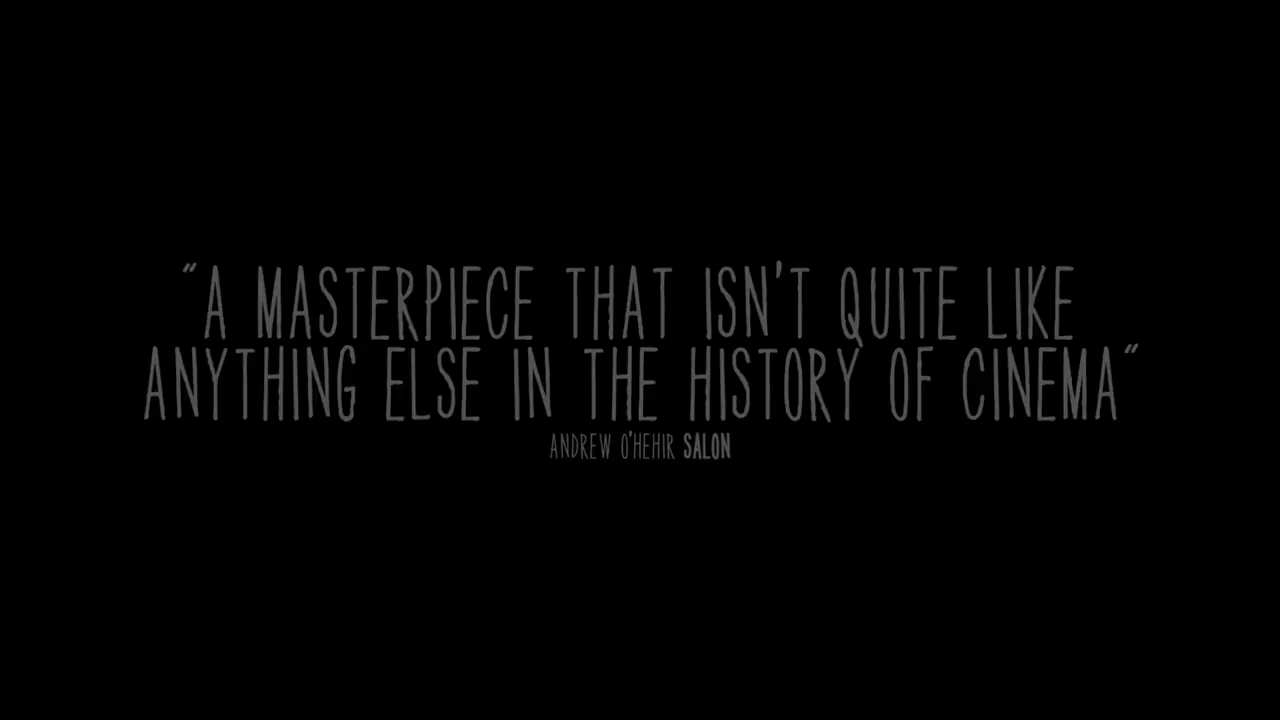 “A MASTERPIECE THAT ISN'T QUITE LIKE
ANYTHING ELSE IN THE HISTORY OF CINEMA”
ANDREW O'HEHIR SALON